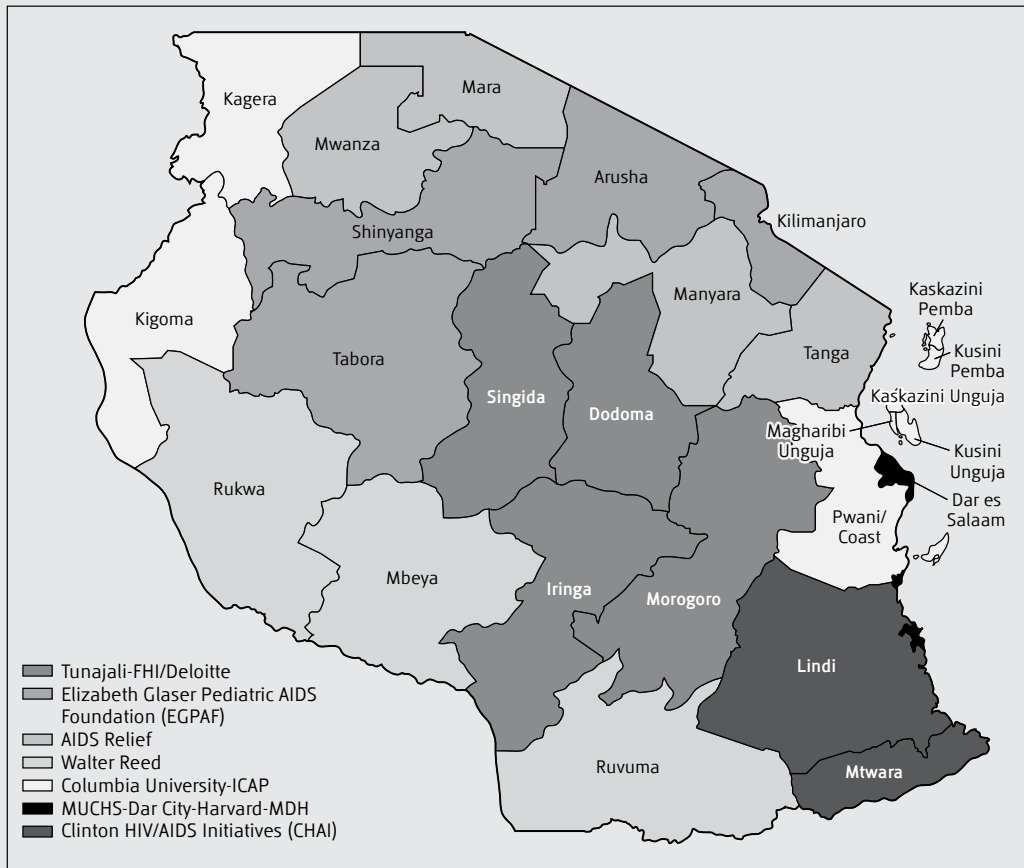 Kagera
Mara
Mwanza
Arusha
Shinyanga
Kilimanjaro
Kigoma
Manyara
Kaskazini
Pemba
Tabora
Singida
Dodoma
Tanga
Kusini
Pemba
Kaskazini Unguja
Magharibi
Unguja
Kusini
Unguja
Rukwa
Dar es
Salaam
Pwani/
Coast
Mbeya
Iringa
Morogoro
Lindi
Ruvuma
Mtwara
Tunajali-FHI/Deloitte
Elizabeth Glaser Pediatric AIDS
Foundation (EGPAF)
AIDS Relief
Walter Reed
Columbia University-ICAP
MUCHS-Dar City-Harvard-MDH
Clinton HIV/AIDS Initiatives (CHAI)